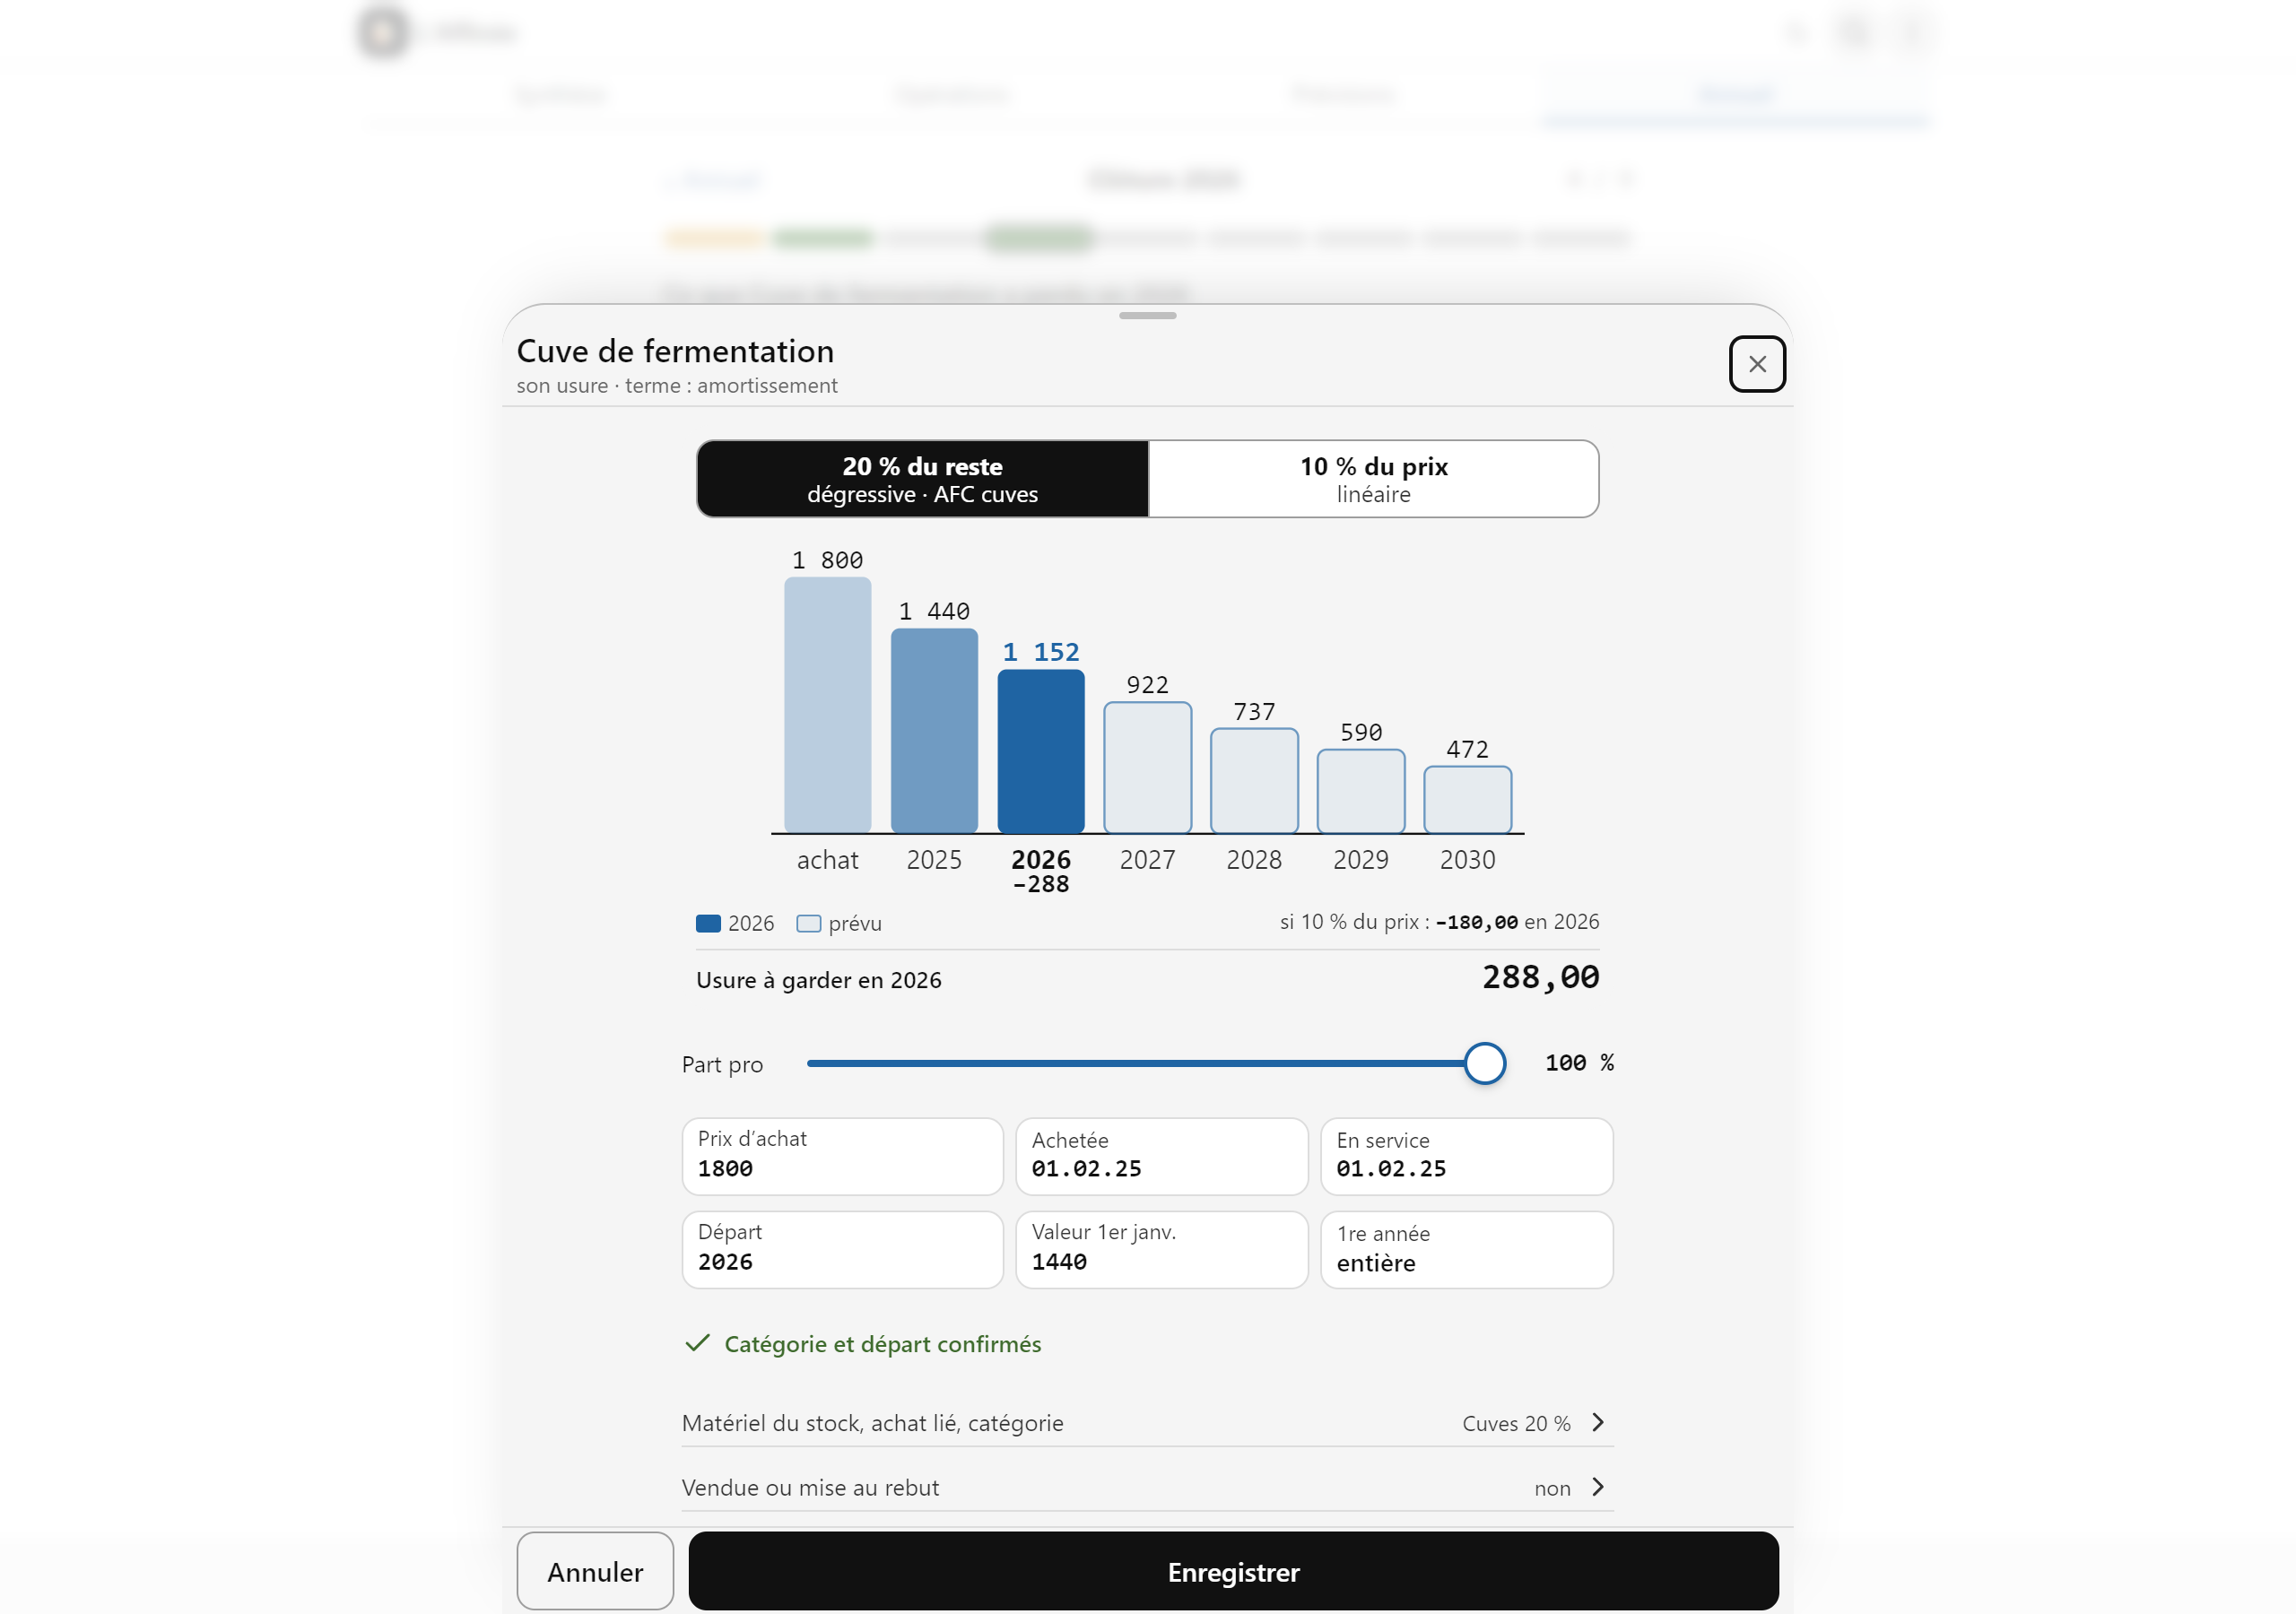 Cuve de fermentation
son usure · terme : amortissement
20 % du reste
dégressive · AFC cuves
10 % du prix
linéaire
1 800
1 440
1 152
922
737
590
472
achat
2025
2026
2027
2028
2029
2030
−288
2026
prévu
si 10 % du prix : −180,00 en 2026
Usure à garder en 2026
288,00
Part pro
100 %
Prix d’achat
1800
Achetée
01.02.25
En service
01.02.25
Départ
2026
Valeur 1er janv.
1440
1re année
entière
Catégorie et départ confirmés
Matériel du stock, achat lié, catégorie
Cuves 20 %
Vendue ou mise au rebut
non
Annuler
Enregistrer